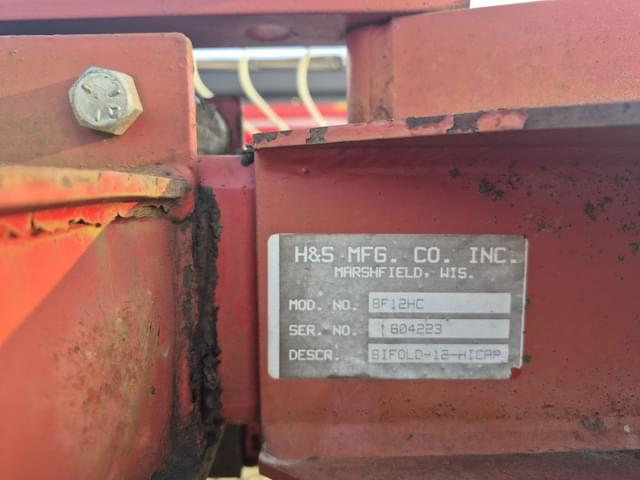 H&S MFG. CO. INC.
MARSHFIELD, WIS.
MOD. NO. BF12HC
SER. NO. 604223
DESCR. BIFOLD-12-HICAP